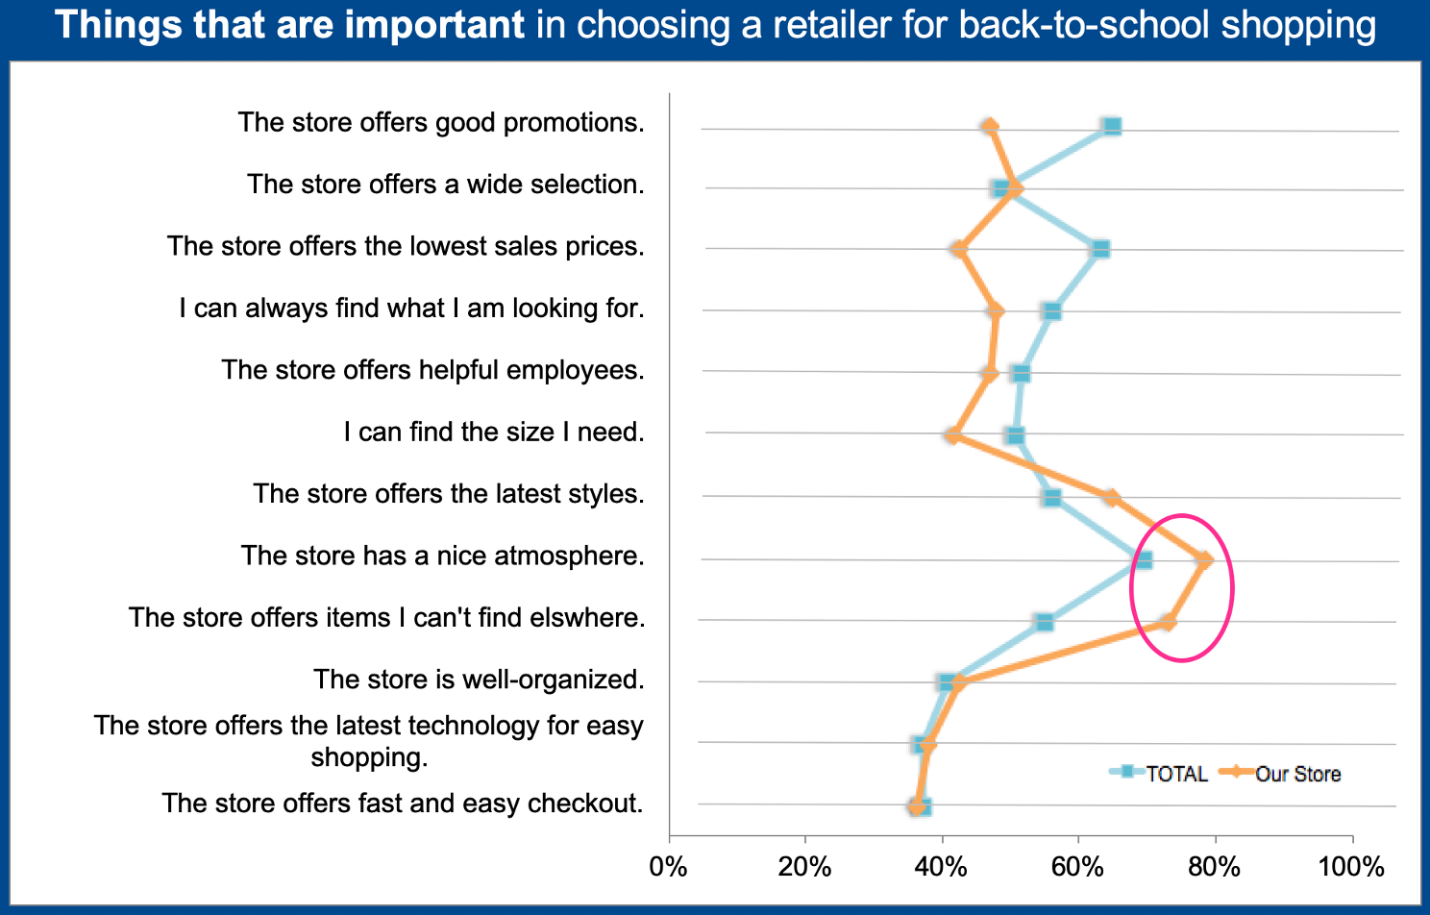 Things that are important in choosing a retailer for back-to-school shopping
The store offers good promotions.
The store offers a wide selection.
The store offers the lowest sales prices.
I can always find what I am looking for.
The store offers helpful employees.
I can find the size I need.
The store offers the latest styles.
The store has a nice atmosphere.
The store offers items I can't find elswhere.
The store is well-organized.
The store offers the latest technology for easy
shopping.
The store offers fast and easy checkout.
TOTAL Our Store
0% 20% 40% 60% 80% 100%